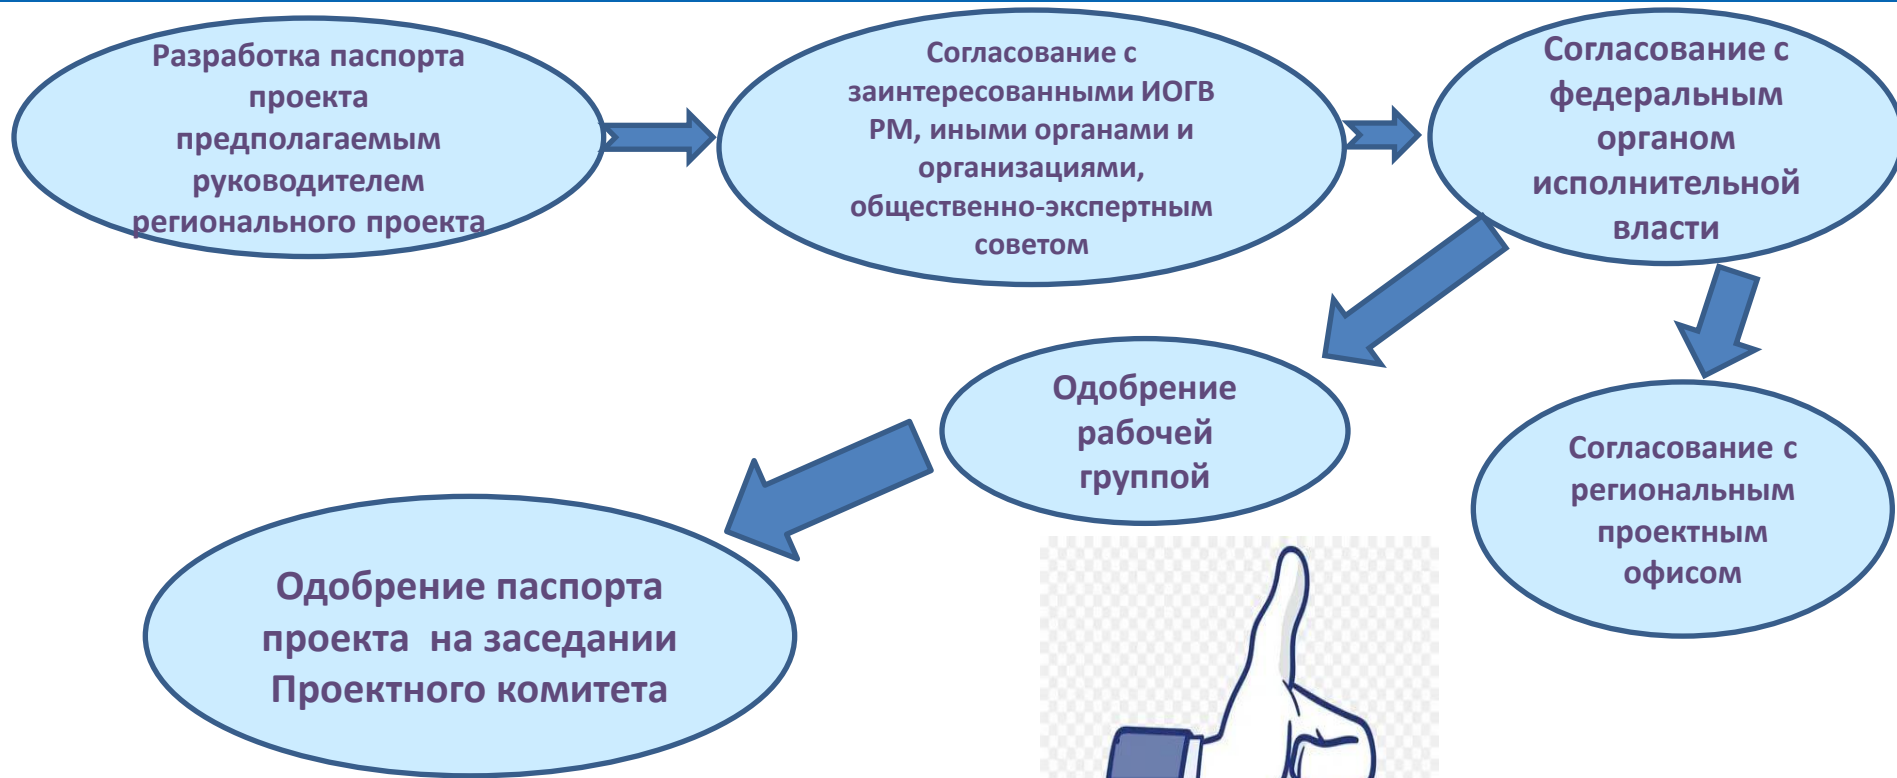 Разработка паспорта
проекта
предполагаемым
руководителем
регионального проекта
Согласование с
заинтересованными ИОГВ
РМ, иными органами и
организациями,
общественно-экспертным
советом
Согласование с
федеральным
органом
исполнительной
власти
Одобрение
рабочей
группой
Согласование с
региональным
проектным
офисом
Одобрение паспорта
проекта на заседании
Проектного комитета